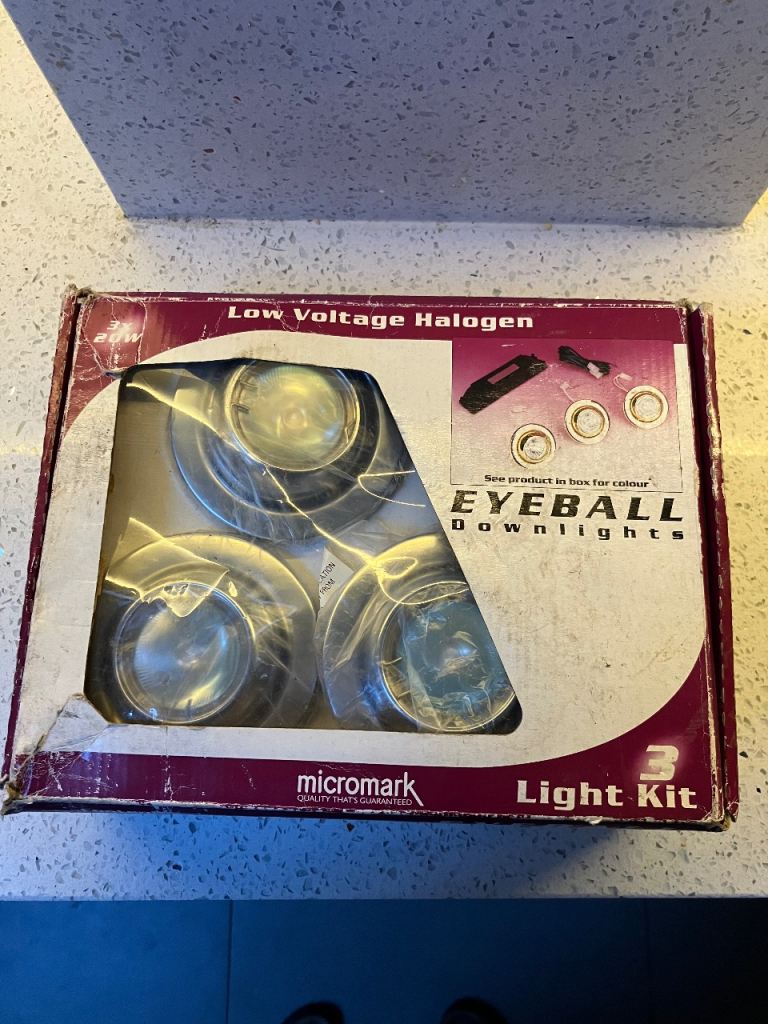 Low Voltage Halogen
3x
20W
See product in box for colour
EYEBALL
Downlights
FROM
3
Light Kit
micromark
QUALITY THAT'S GUARANTEED